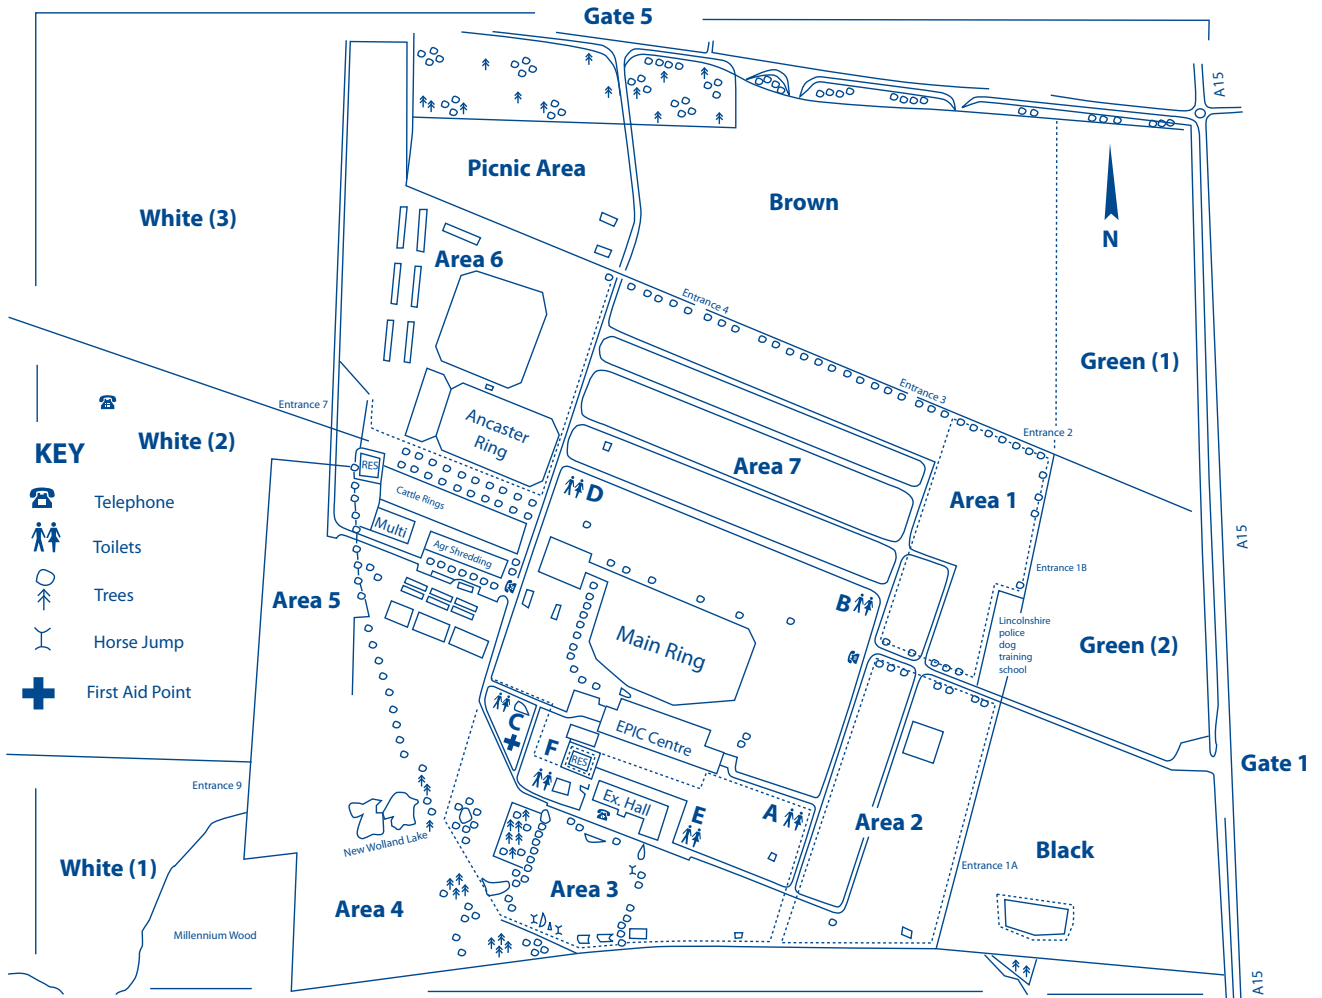 Gate 5
A15
Picnic Area
Brown
White (3)
N
Area 6
Entrance 4
Green (1)
Entrance 3
Entrance 7
Entrance 2
Ancaster
Ring
White (2)
KEY
RES
Area 7
Area 1
Telephone
D
Cattle Rings
Multi
A15
Toilets
Agr Shredding
Entrance 1B
Trees
Area 5
B
Lincolnshire
police
dog
training
school
Horse Jump
Main Ring
Green (2)
First Aid Point
C
EPIC Centre
F
RES
Gate 1
Entrance 9
Ex. Hall
E
A
Area 2
New Wolland Lake
Black
White (1)
Entrance 1A
Area 3
Area 4
Millennium Wood
A15